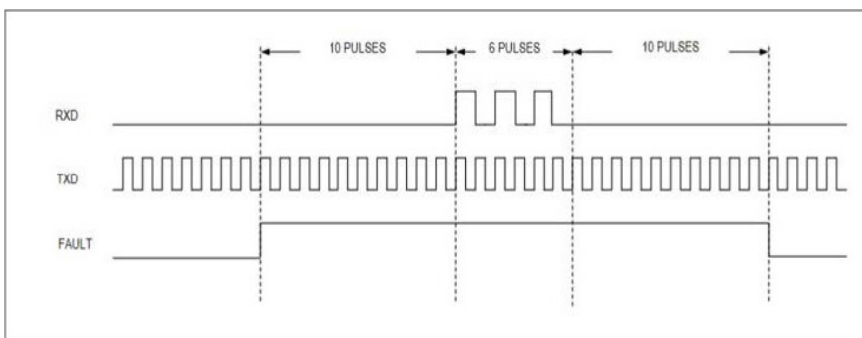 10 PULSES 6 PULSES 10 PULSES
RXD
TXD
FAULT